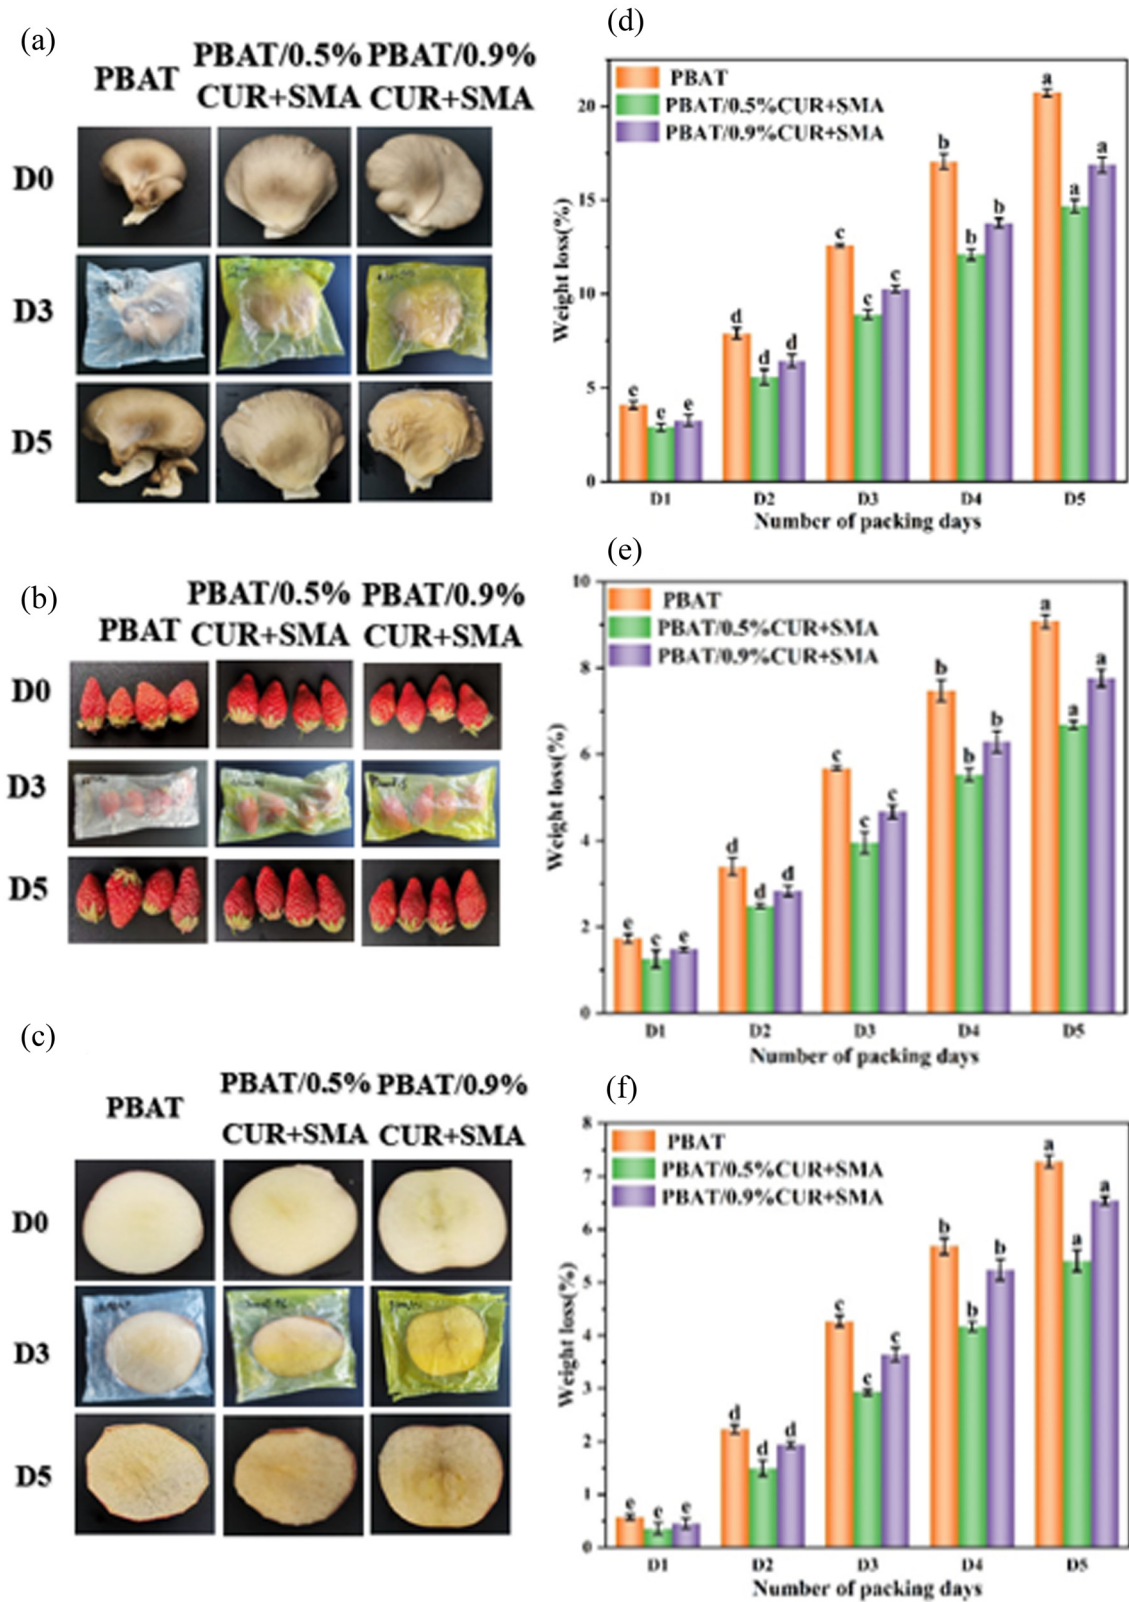 (a)
PBAT
PBAT/0.5%
CUR+SMA
PBAT/0.9%
CUR+SMA
D0
D3
D5
(d)
PBAT
PBAT/0.5%CUR+SMA
PBAT/0.9%CUR+SMA
Weight loss(%)
20
15
10
5
0
e e e
d d d
c c c
b b b
a a a
D1 D2 D3 D4 D5
Number of packing days
(b)
PBAT
PBAT/0.5%
CUR+SMA
PBAT/0.9%
CUR+SMA
D0
D3
D5
(e)
PBAT
PBAT/0.5%CUR+SMA
PBAT/0.9%CUR+SMA
Weight loss(%)
10
8
6
4
2
0
e e e
d d d
c c c
b b b
a a a
D1 D2 D3 D4 D5
Number of packing days
(c)
PBAT
PBAT/0.5%
CUR+SMA
PBAT/0.9%
CUR+SMA
D0
D3
D5
(f)
PBAT
PBAT/0.5%CUR+SMA
PBAT/0.9%CUR+SMA
Weight loss(%)
8
7
6
5
4
3
2
1
0
e e e
d d d
c c c
b b b
a a a
D1 D2 D3 D4 D5
Number of packing days